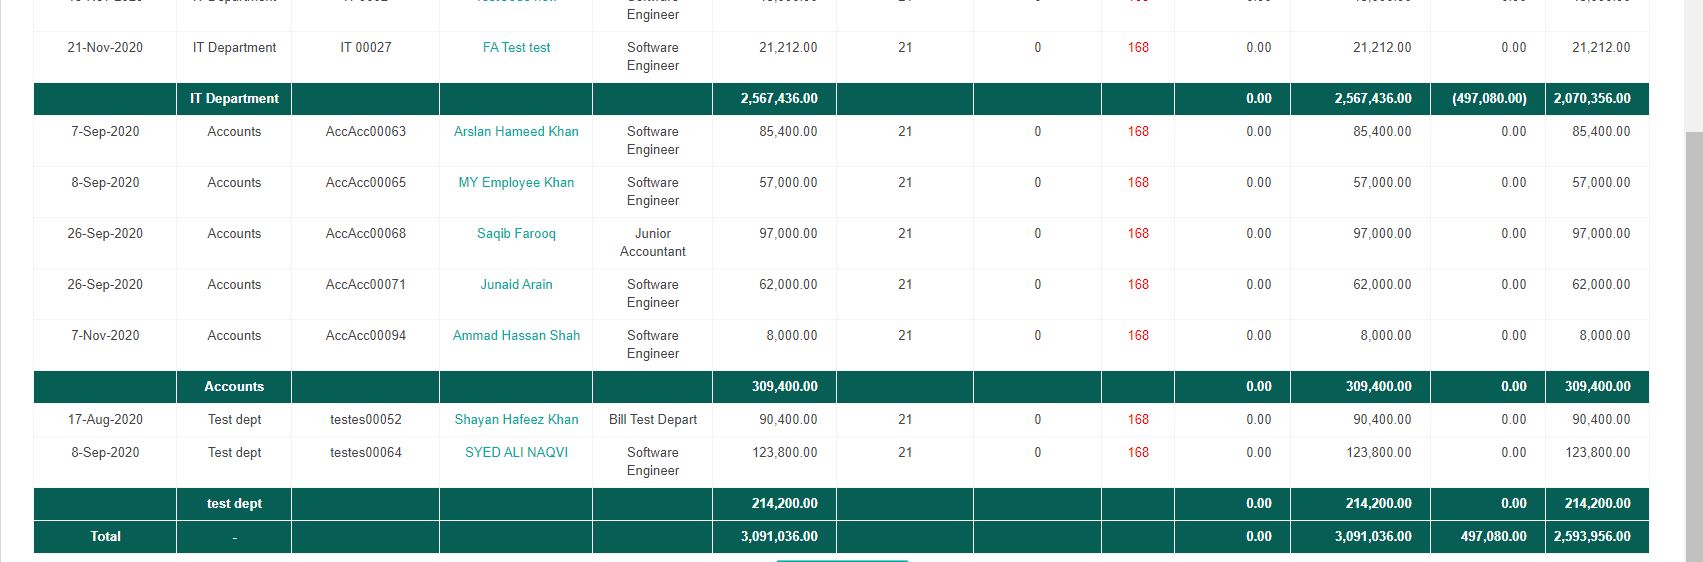 Engineer
21-Nov-2020 IT Department IT 00027 FA Test test Software 21,212.00 21 0 168 0.00 21,212.00 0.00 21,212.00
Engineer
IT Department 2,567,436.00 0.00 2,567,436.00 (497,080.00) 2,070,356.00
7-Sep-2020 Accounts AccAcc00063 Arslan Hameed Khan Software 85,400.00 21 0 168 0.00 85,400.00 0.00 85,400.00
Engineer
8-Sep-2020 Accounts AccAcc00065 MY Employee Khan Software 57,000.00 21 0 168 0.00 57,000.00 0.00 57,000.00
Engineer
26-Sep-2020 Accounts AccAcc00068 Saqib Farooq Junior 97,000.00 21 0 168 0.00 97,000.00 0.00 97,000.00
Accountant
26-Sep-2020 Accounts AccAcc00071 Junaid Arain Software 62,000.00 21 0 168 0.00 62,000.00 0.00 62,000.00
Engineer
7-Nov-2020 Accounts AccAcc00094 Ammad Hassan Shah Software 8,000.00 21 0 168 0.00 8,000.00 0.00 8,000.00
Engineer
Accounts 309,400.00 0.00 309,400.00 0.00 309,400.00
17-Aug-2020 Test dept testes00052 Shayan Hafeez Khan Bill Test Depart 90,400.00 21 0 168 0.00 90,400.00 0.00 90,400.00
8-Sep-2020 Test dept testes00064 SYED ALI NAQVI Software 123,800.00 21 0 168 0.00 123,800.00 0.00 123,800.00
Engineer
test dept 214,200.00 0.00 214,200.00 0.00 214,200.00
Total - 3,091,036.00 0.00 3,091,036.00 497,080.00 2,593,956.00